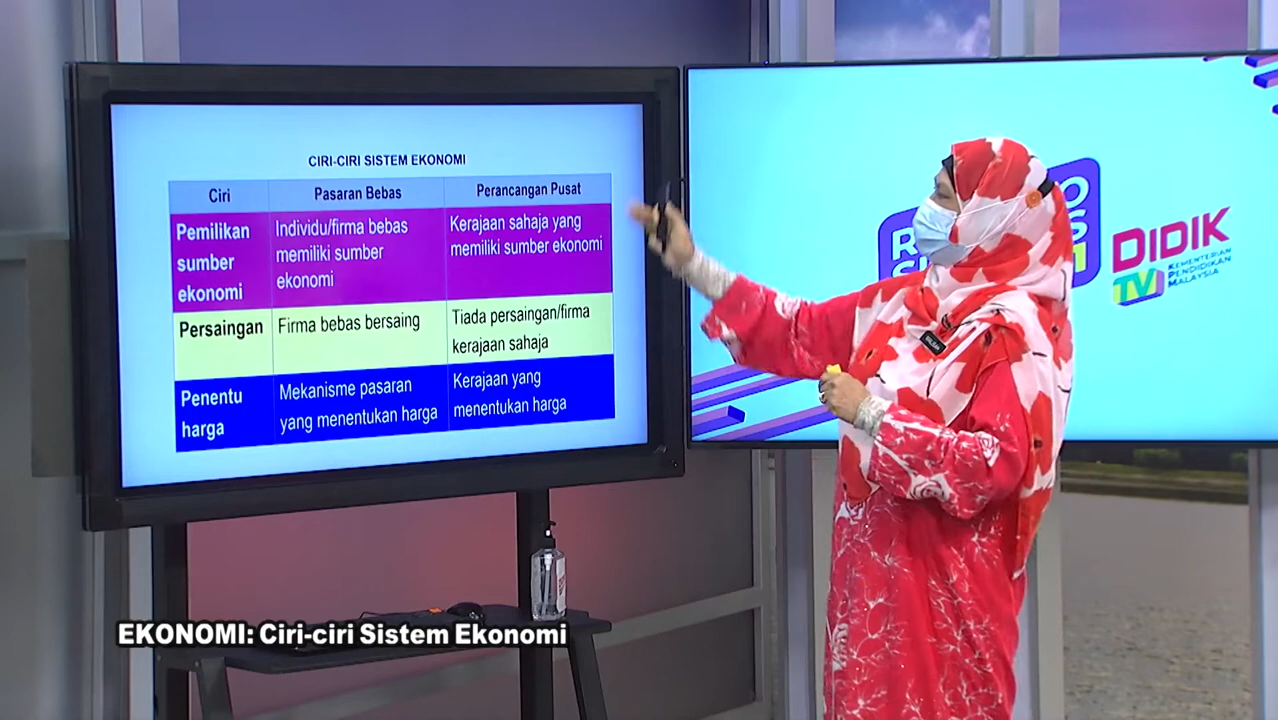 CIRI-CIRI SISTEM EKONOMI
Ciri
Pasaran Bebas
Perancangan Pusat
Pemilikan
sumber
ekonomi
Individu/firma bebas
memiliki sumber
ekonomi
Kerajaan sahaja yang
memiliki sumber ekonomi
Persaingan
Firma bebas bersaing
Tiada persaingan/firma
kerajaan sahaja
Penentu
harga
Mekanisme pasaran
yang menentukan harga
Kerajaan yang
menentukan harga
DIDIK
TV
KEMENTERIAN
PENDIDIKAN
MALAYSIA
EKONOMI: Ciri-ciri Sistem Ekonomi